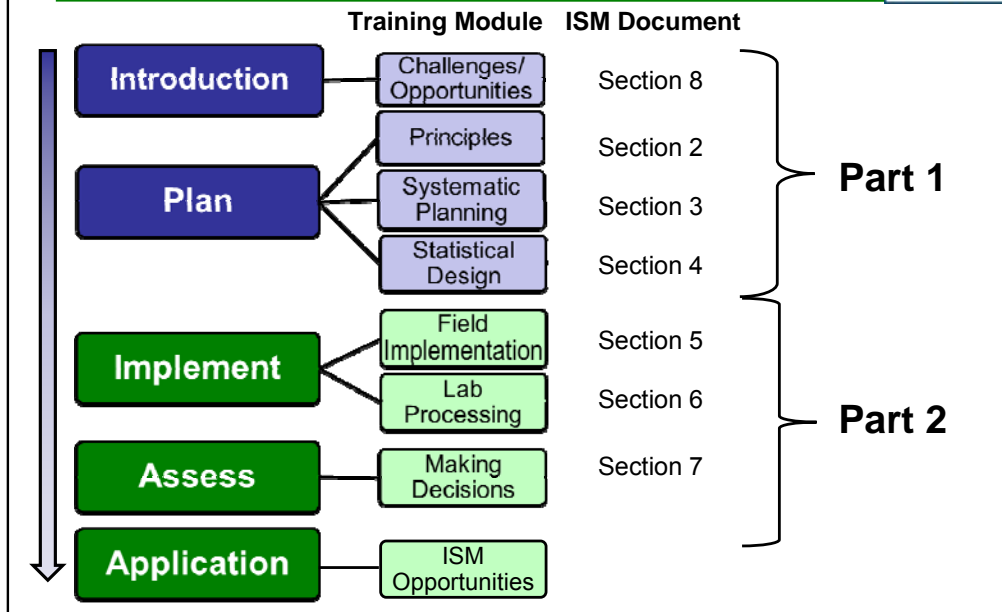 Training Module ISM Document
Introduction
Challenges/
Opportunities
Section 8
Plan
Principles
Section 2
Systematic
Planning
Section 3
Statistical
Design
Section 4
Part 1
Implement
Field
Implementation
Section 5
Lab
Processing
Section 6
Part 2
Assess
Making
Decisions
Section 7
Application
ISM
Opportunities